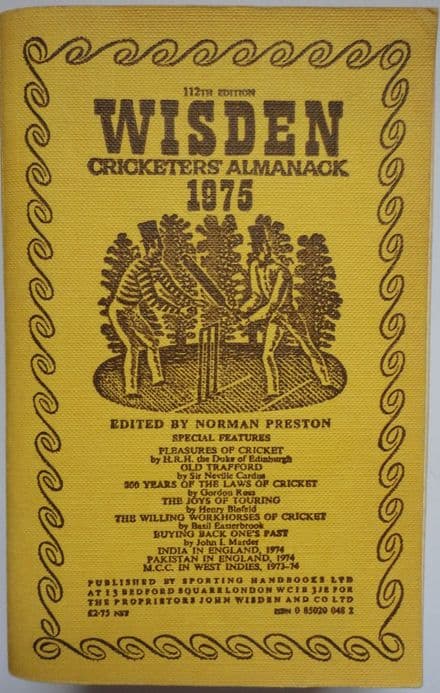 112TH EDITION
WISDEN
CRICKETERS' ALMANACK
1975
EDITED BY NORMAN PRESTON
SPECIAL FEATURES
PLEASURES OF CRICKET
by H.R.H. the Duke of Edinburgh
OLD TRAFFORD
by Sir Neville Cardus
200 YEARS OF THE LAWS OF CRICKET
by Gordon Ross
THE JOYS OF TOURING
by Henry Blofeld
THE WILLING WORKHORSES OF CRICKET
by Basil Easterbrook
BUYING BACK ONE'S PAST
by John I. Marder
INDIA IN ENGLAND, 1974
PAKISTAN IN ENGLAND, 1974
M.C.C. IN WEST INDIES, 1973-74
PUBLISHED BY SPORTING HANDBOOKS LTD
AT 13 BEDFORD SQUARE LONDON WC1B 3JE FOR
THE PROPRIETORS JOHN WISDEN AND CO LTD
£2·75 NET ISBN 0 85020 048 2